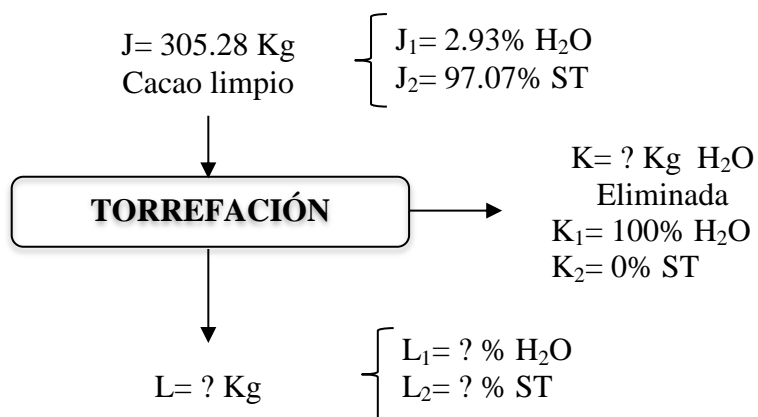 J= 305.28 Kg
Cacao limpio
J₁= 2.93% H₂O
J₂= 97.07% ST
TORREFACIÓN
K= ? Kg H₂O
Eliminada
K₁= 100% H₂O
K₂= 0% ST
L= ? Kg
L₁= ? % H₂O
L₂= ? % ST